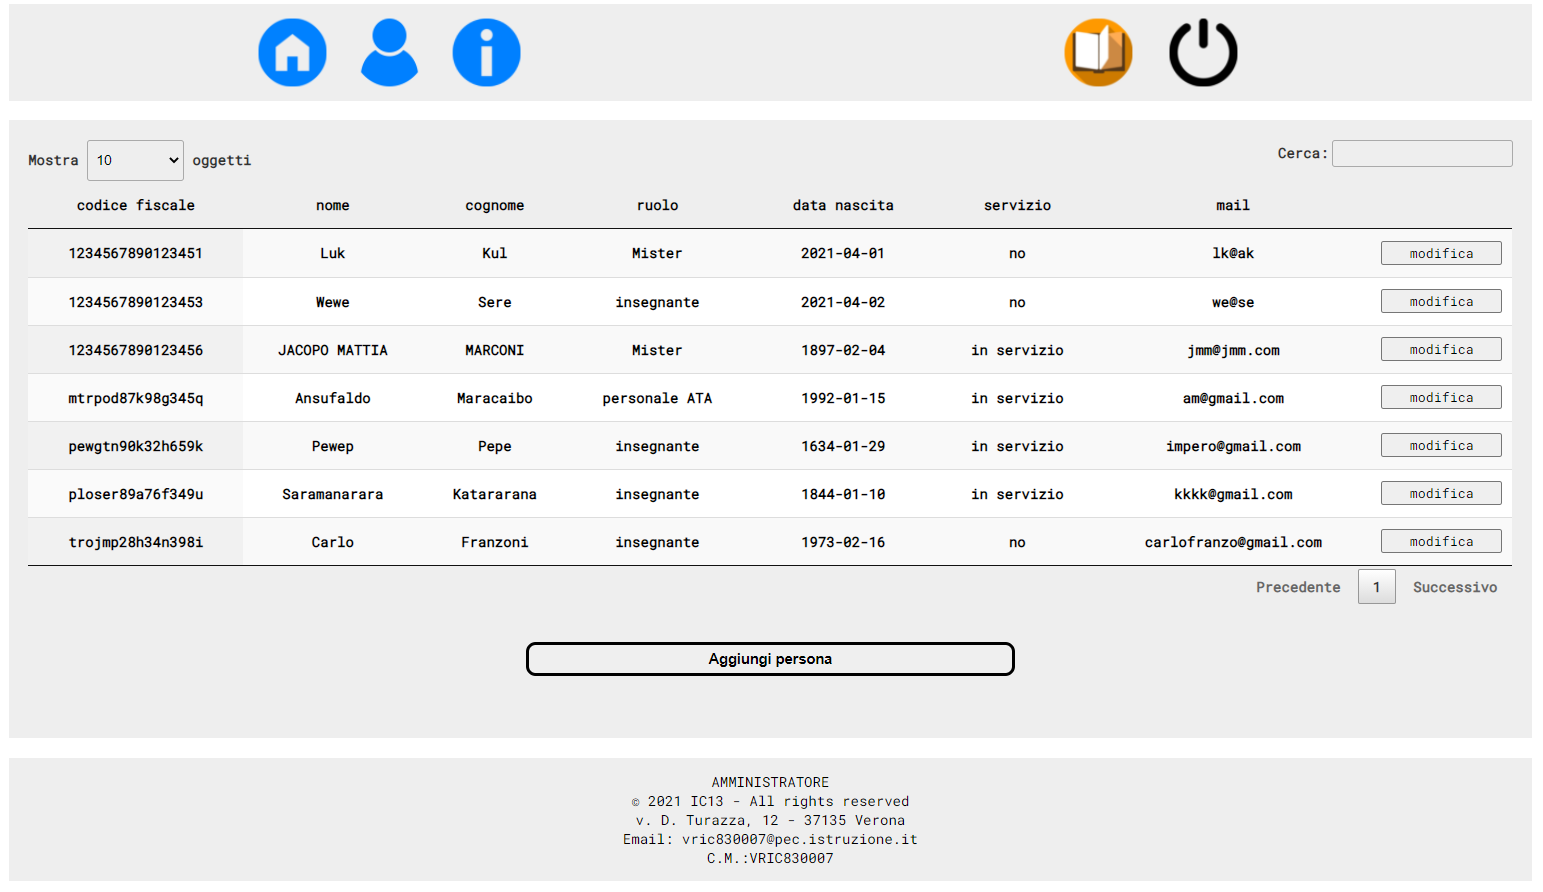 Mostra 10 oggetti Cerca:
codice fiscale nome cognome ruolo data nascita servizio mail
1234567890123451 Luk Kul Mister 2021-04-01 no lk@ak modifica
1234567890123453 Wewe Sere insegnante 2021-04-02 no we@se modifica
1234567890123456 JACOPO MATTIA MARCONI Mister 1897-02-04 in servizio jmm@jmm.com modifica
mtrpod87k98g345q Ansufaldo Maracaibo personale ATA 1992-01-15 in servizio am@gmail.com modifica
pewgtn90k32h659k Pewep Pepe insegnante 1634-01-29 in servizio impero@gmail.com modifica
ploser89a76f349u Saramanarara Katararana insegnante 1844-01-10 in servizio kkkk@gmail.com modifica
trojmp28h34n398i Carlo Franzoni insegnante 1973-02-16 no carlofranzo@gmail.com modifica
Precedente 1 Successivo
Aggiungi persona
AMMINISTRATORE
© 2021 IC13 - All rights reserved
v. D. Turazza, 12 - 37135 Verona
Email: vric830007@pec.istruzione.it
C.M.:VRIC830007